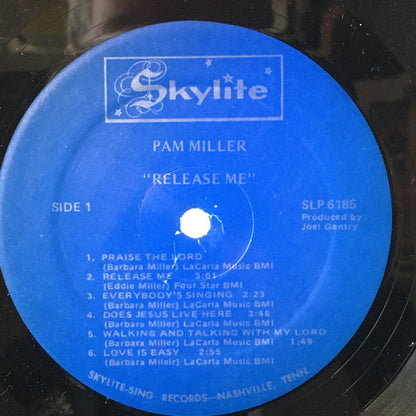 Skylite
PAM MILLER
"RELEASE ME"
SIDE 1
SLP 6185
Produced by:
Joel Gentry
1. PRAISE THE LORD
(Barbara Miller) LaCarla Music BMI
2. RELEASE ME 3:01
(Eddie Miller) Four Star BMI
3. EVERYBODY'S SINGING 2:23
(Barbara Miller) LaCarla Music BMI
4. DOES JESUS LIVE HERE 3:46
(Barbara Miller) LaCarla Music BMI
5. WALKING AND TALKING WITH MY LORD
(Barbara Miller) LaCarla Music BMI 1:49
6. LOVE IS EASY 2:55
(Barbara Mileir) LaCarla Music BMI
SKYLITE-SING RECORDS—NASHVILLE, TENN